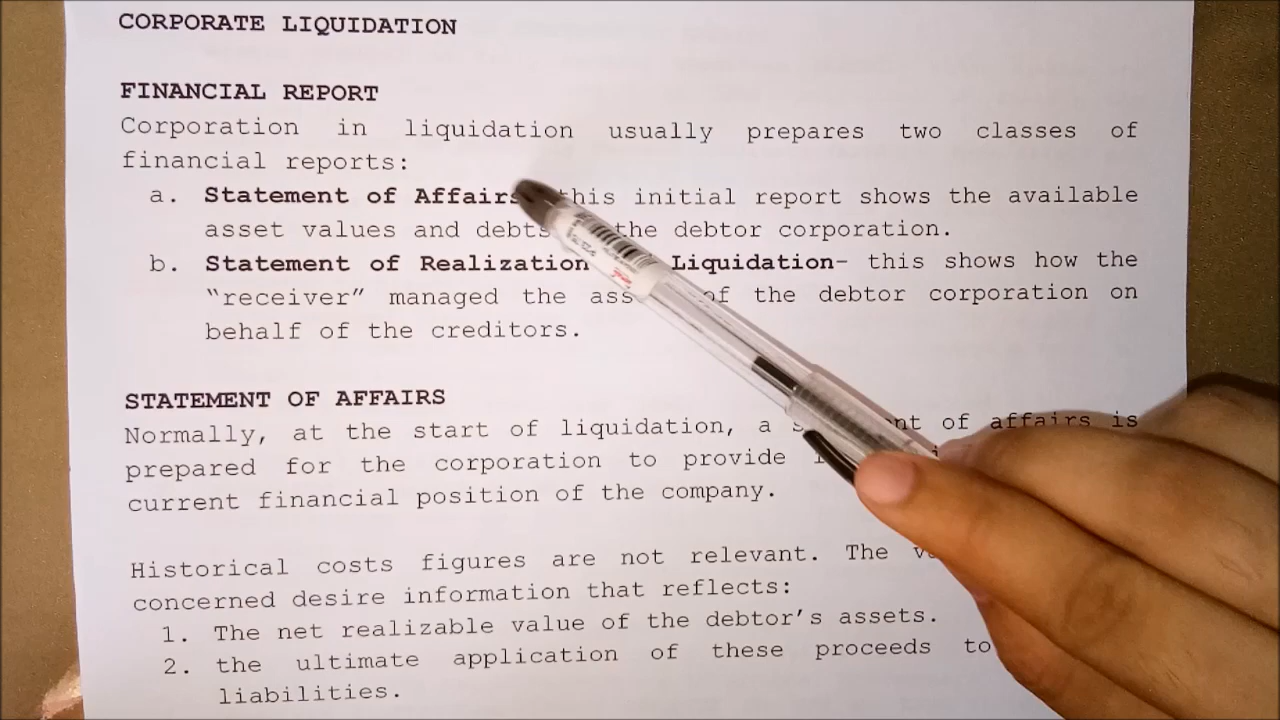 CORPORATE LIQUIDATION
FINANCIAL REPORT
Corporation in liquidation usually prepares two classes of
financial reports:
a. Statement of Affairs this initial report shows the available
asset values and debts the debtor corporation.
b. Statement of Realization Liquidation- this shows how the
“receiver” managed the of the debtor corporation on
behalf of the creditors.
STATEMENT OF AFFAIRS
Normally, at the start of liquidation, a of affairs is
prepared for the corporation to provide
current financial position of the company.
Historical costs figures are not relevant. The
concerned desire information that reflects:
1. The net realizable value of the debtor’s assets.
2. the ultimate application of these proceeds to
liabilities.